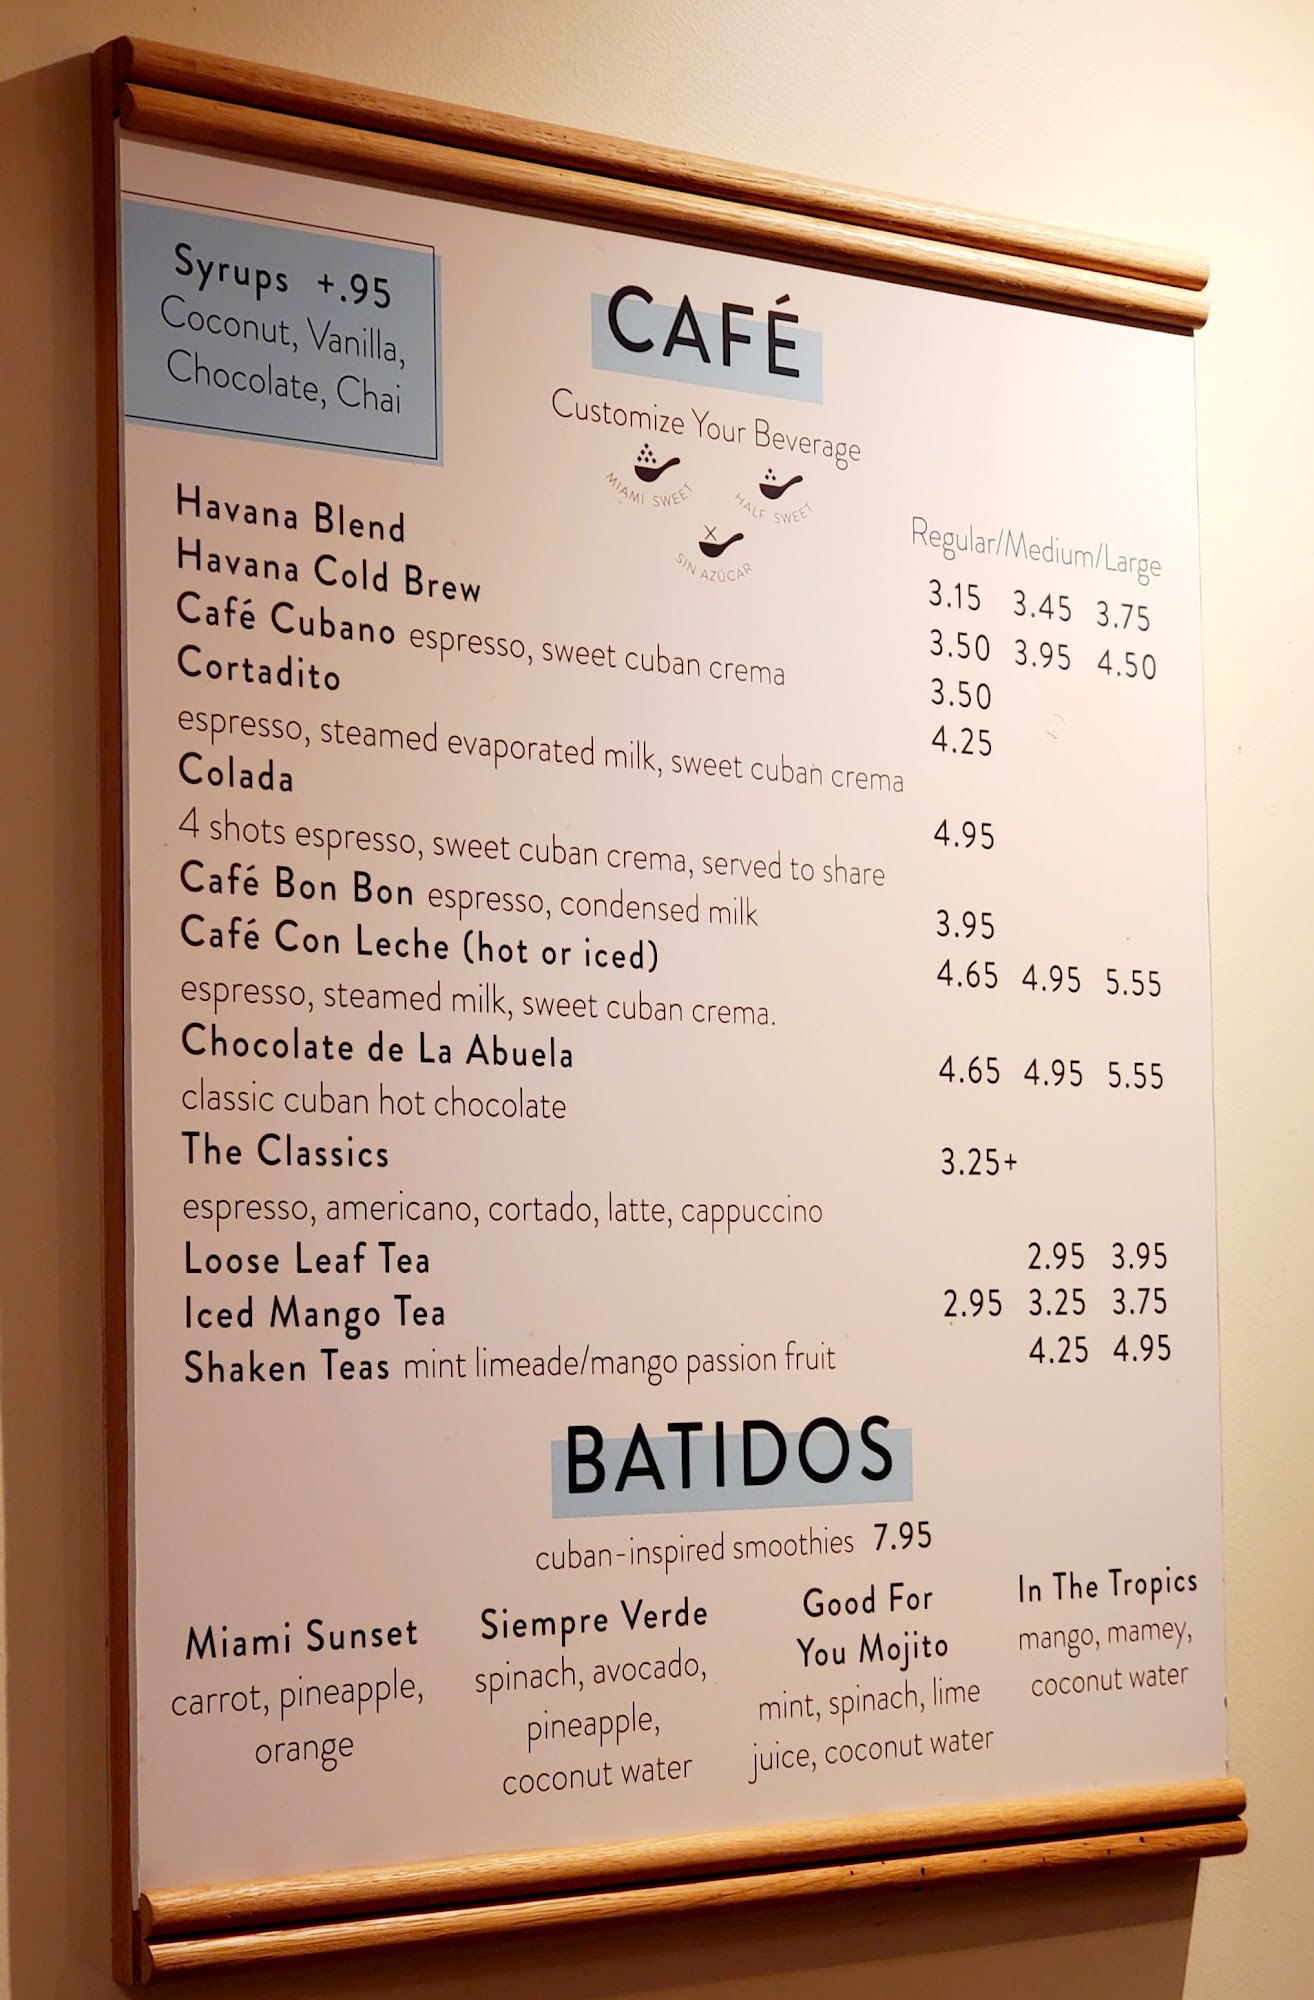 Syrups +.95
Coconut, Vanilla,
Chocolate, Chai
CAFÉ
Customize Your Beverage
MIAMI SWEET
HALF SWEET
SIN AZÚCAR
Regular/Medium/Large
Havana Blend 3.15 3.45 3.75
Havana Cold Brew 3.50 3.95 4.50
Café Cubano espresso, sweet cuban crema 3.50
Cortadito 4.25
espresso, steamed evaporated milk, sweet cuban crema
Colada 4.95
4 shots espresso, sweet cuban crema, served to share
Café Bon Bon espresso, condensed milk 3.95
Café Con Leche (hot or iced) 4.65 4.95 5.55
espresso, steamed milk, sweet cuban crema.
Chocolate de La Abuela 4.65 4.95 5.55
classic cuban hot chocolate
The Classics 3.25+
espresso, americano, cortado, latte, cappuccino
Loose Leaf Tea 2.95 3.95
Iced Mango Tea 2.95 3.25 3.75
Shaken Teas mint limeade/mango passion fruit 4.25 4.95
BATIDOS
cuban-inspired smoothies 7.95
Miami Sunset
carrot, pineapple,
orange
Siempre Verde
spinach, avocado,
pineapple,
coconut water
Good For
You Mojito
mint, spinach, lime
juice, coconut water
In The Tropics
mango, mamey,
coconut water